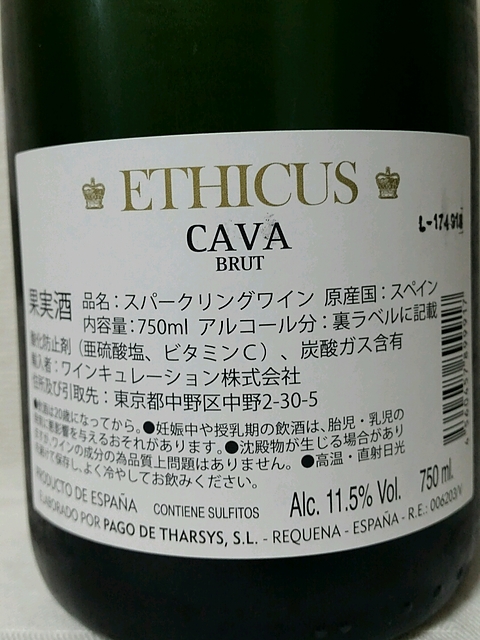 ETHICUS
CAVA
BRUT
果実酒 品名:スパークリングワイン 原産国:スペイン
内容量:750ml アルコール分:裏ラベルに記載
酸化防止剤(亜硫酸塩、ビタミンC)、炭酸ガス含有
輸入者:ワインキュレーション株式会社
住所及び引取先:東京都中野区中野2-30-5
●飲酒は20歳になってから。●妊娠中や授乳期の飲酒は、胎児・乳児の
に悪影響を与えるおそれがあります。●沈殿物が生じる場合があり
ますが、ワインの成分の為品質上問題はありません。●高温・直射日光
を避けて保存し、よく冷やしてお飲みください。
PRODUCTO DE ESPAÑA CONTIENE SULFITOS Alc. 11.5% Vol. 750 ml.
ELABORADO POR PAGO DE THARSYS, S.L. - REQUENA - ESPAÑA - R.E.: 006203/V